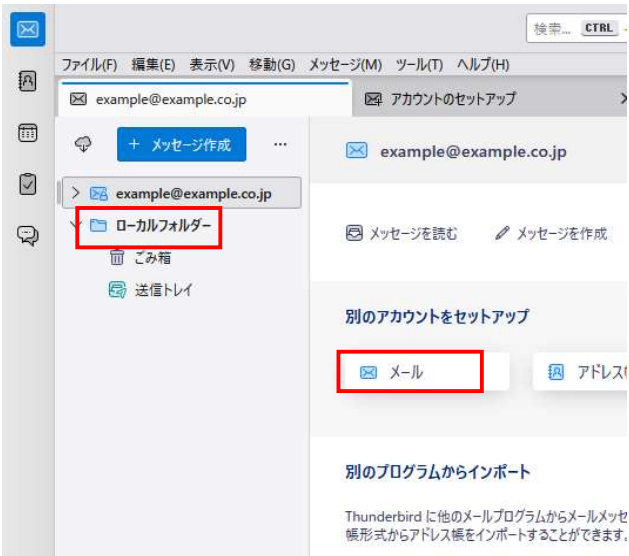 検索... CTRL
ファイル(F) 編集(E) 表示(V) 移動(G) メッセージ(M) ツール(T) ヘルプ(H)
example@example.co.jp
アカウントのセットアップ
+ メッセージ作成 ...
example@example.co.jp
example@example.co.jp
ローカルフォルダー
ごみ箱
送信トレイ
メッセージを読む メッセージを作成
別のアカウントをセットアップ
メール アドレス
別のプログラムからインポート
Thunderbird に他のメールプログラムからメールメッセ
帳形式からアドレス帳をインポートすることができます。